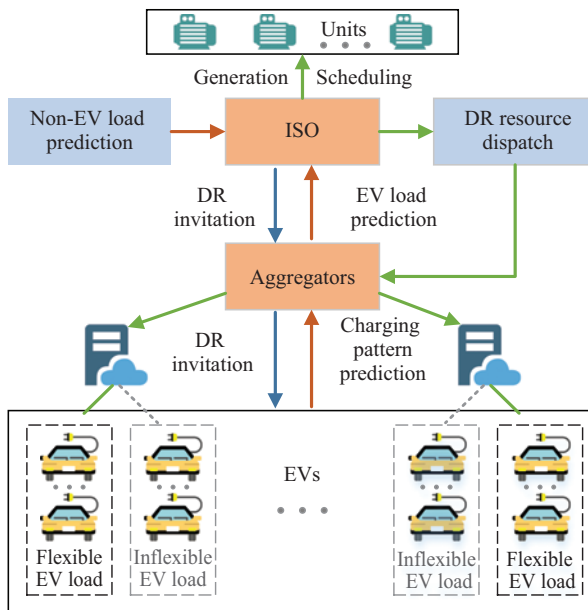 Units
Generation Scheduling
Non-EV load
prediction
ISO
DR resource
dispatch
DR
invitation
EV load
prediction
Aggregators
DR
invitation
Charging
pattern
prediction
EVs
Flexible
EV load
Inflexible
EV load
Inflexible
EV load
Flexible
EV load